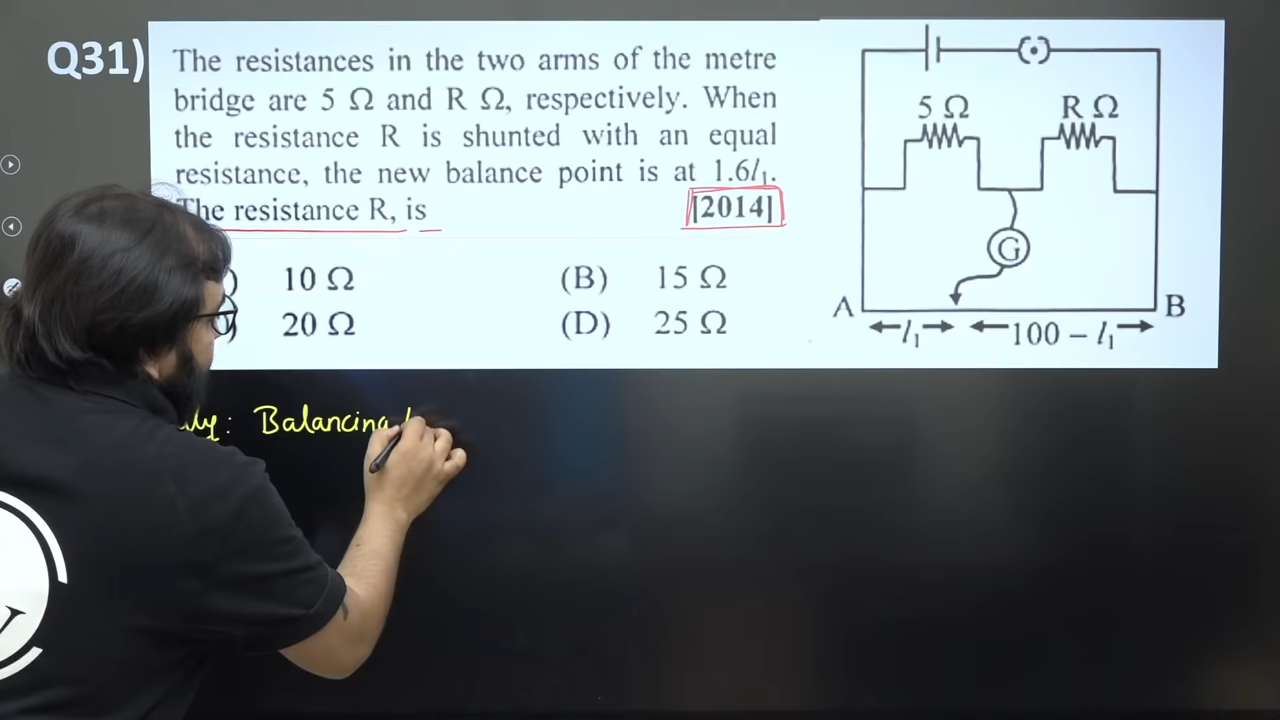 Q31)
The resistances in the two arms of the metre
bridge are 5 Ω and R Ω, respectively. When
the resistance R is shunted with an equal
resistance, the new balance point is at 1.6l₁.
The resistance R, is [2014]
10 Ω (B) 15 Ω
20 Ω (D) 25 Ω
5 Ω R Ω
G
A B
l₁ 100 – l₁
: Balancing